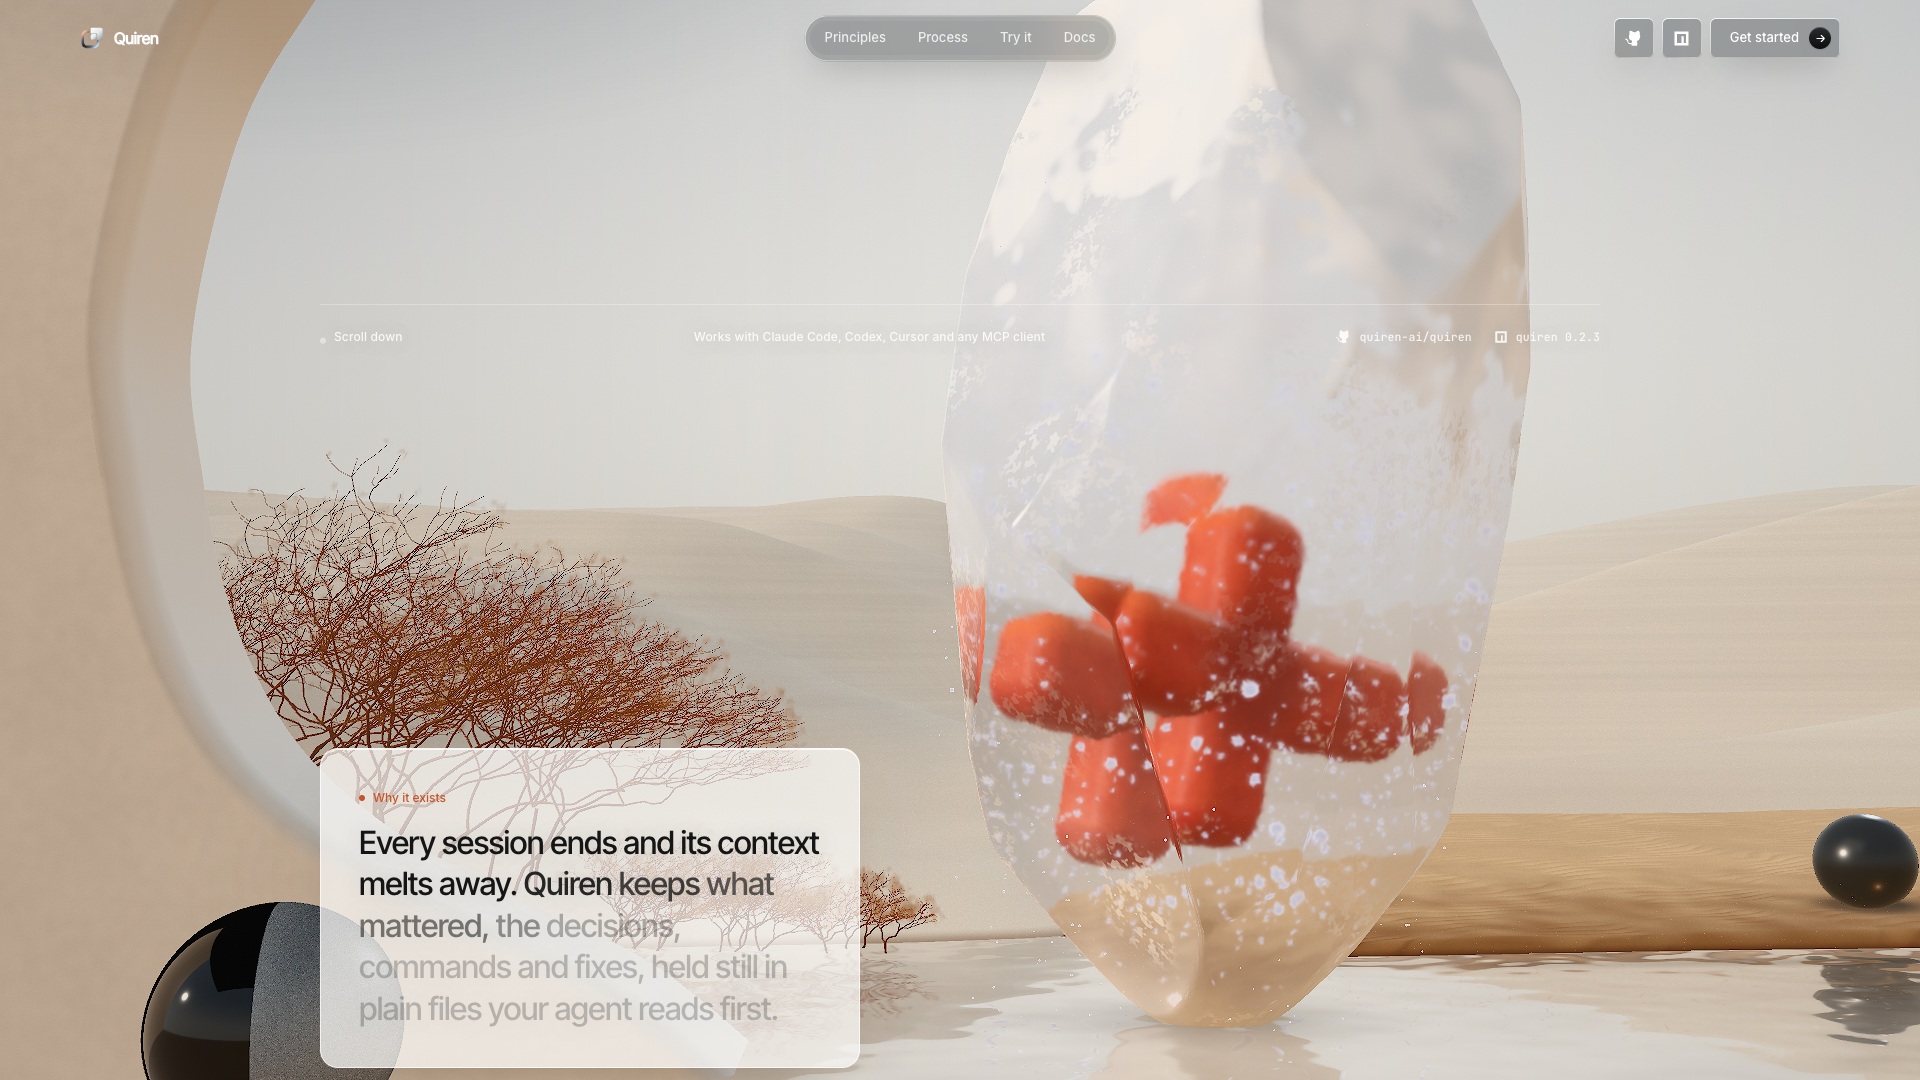 Quiren
Principles
Process
Try it
Docs
Get started
Scroll down
Works with Claude Code, Codex, Cursor and any MCP client
quiren-ai/quiren
quiren 0.2.3
Why it exists
Every session ends and its context
melts away. Quiren keeps what
mattered, the decisions,
commands and fixes, held still in
plain files your agent reads first.